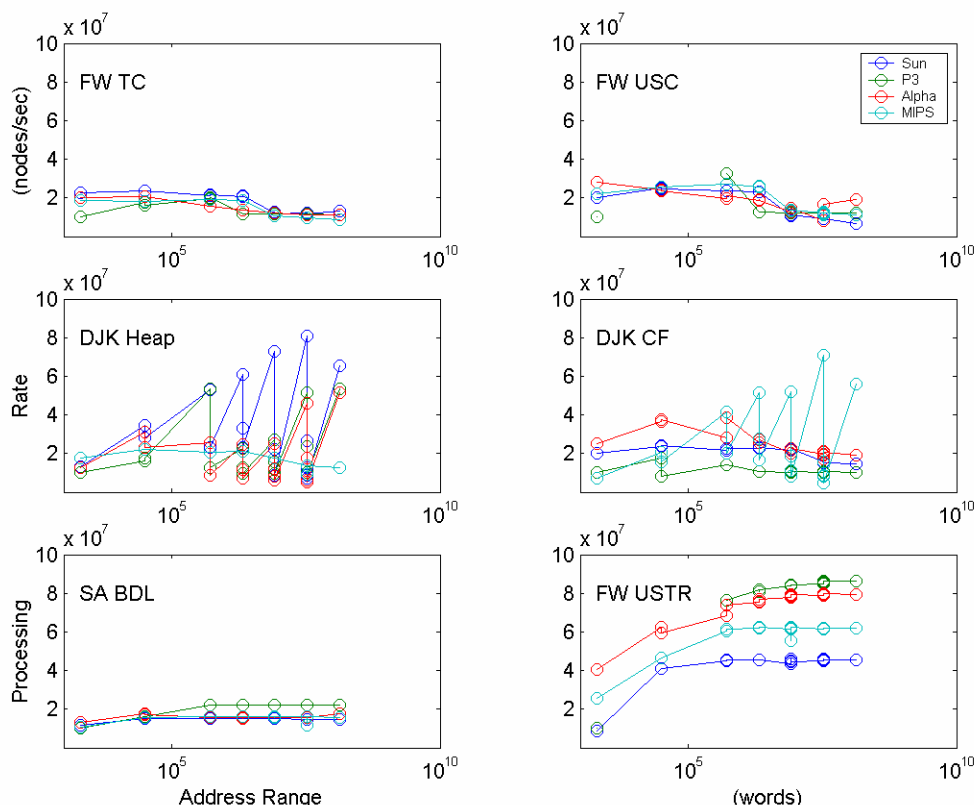 x 10^7
10
8
6
4
2
FW TC
(nodes/sec)
10^5
10^10
x 10^7
10
8
6
4
2
FW USC
Sun
P3
Alpha
MIPS
10^5
10^10
x 10^7
10
8
6
4
2
DJK Heap
Rate
10^5
10^10
x 10^7
10
8
6
4
2
DJK CF
10^5
10^10
x 10^7
10
8
6
4
2
SA BDL
Processing
10^5
10^10
Address Range
x 10^7
10
8
6
4
2
FW USTR
10^5
10^10
(words)